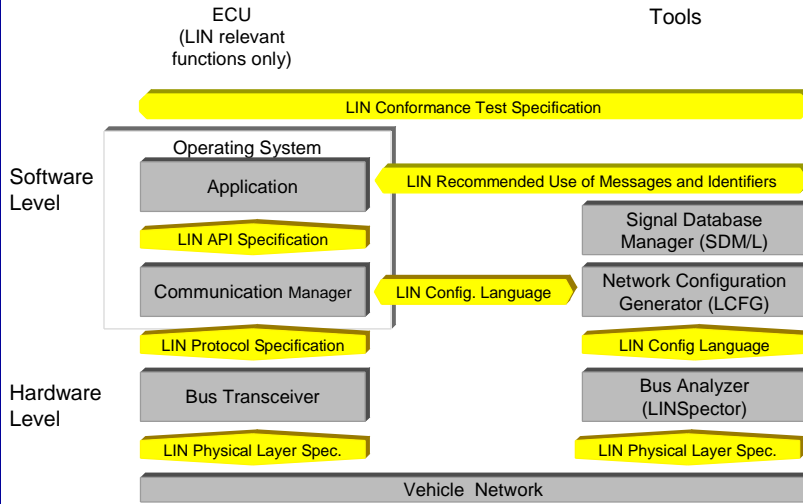 ECU
(LIN relevant
functions only)
Tools
LIN Conformance Test Specification
Operating System
Software
Level
Application
LIN Recommended Use of Messages and Identifiers
LIN API Specification
Signal Database
Manager (SDM/L)
Communication Manager
LIN Config. Language
Network Configuration
Generator (LCFG)
LIN Protocol Specification
LIN Config Language
Hardware
Level
Bus Transceiver
Bus Analyzer
(LINSpector)
LIN Physical Layer Spec.
LIN Physical Layer Spec.
Vehicle Network